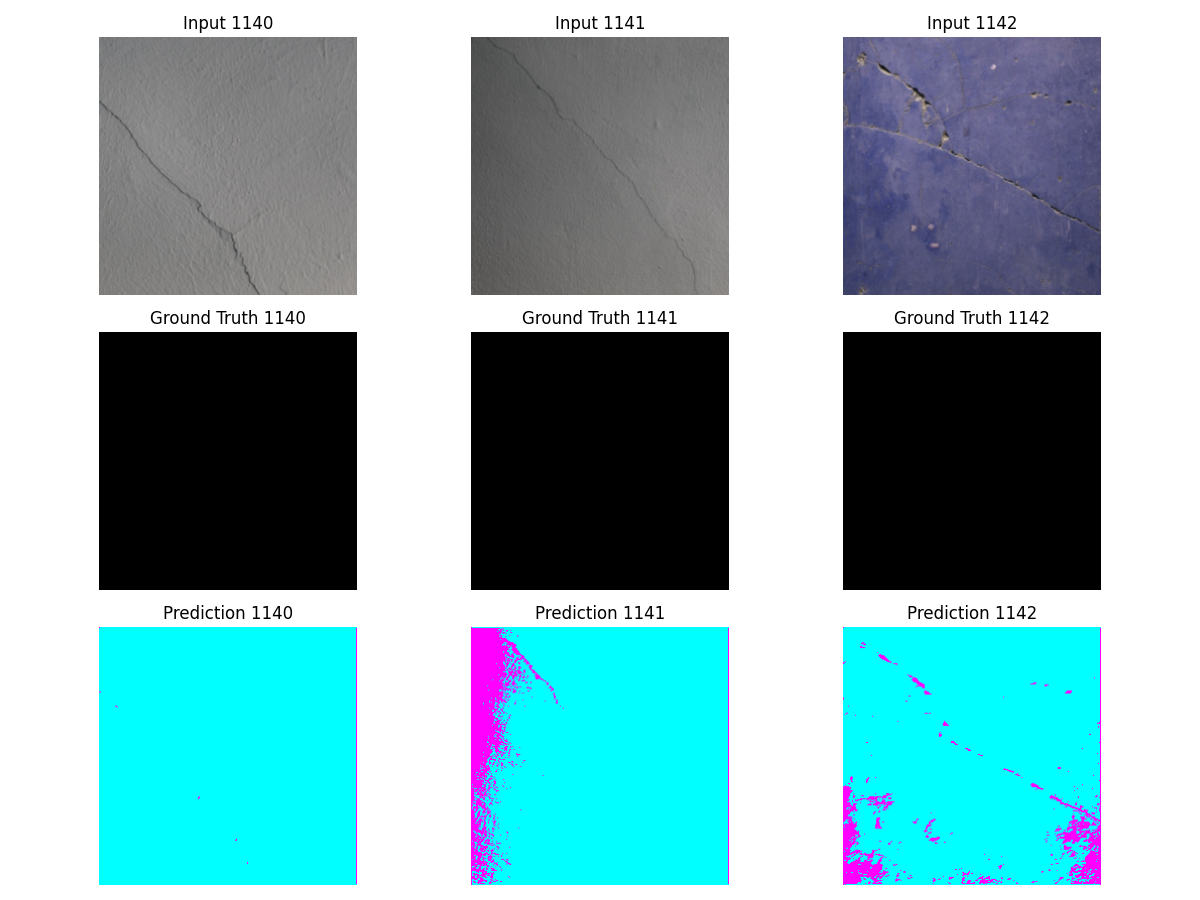 Input 1140
Input 1141
Input 1142
Ground Truth 1140
Ground Truth 1141
Ground Truth 1142
Prediction 1140
Prediction 1141
Prediction 1142